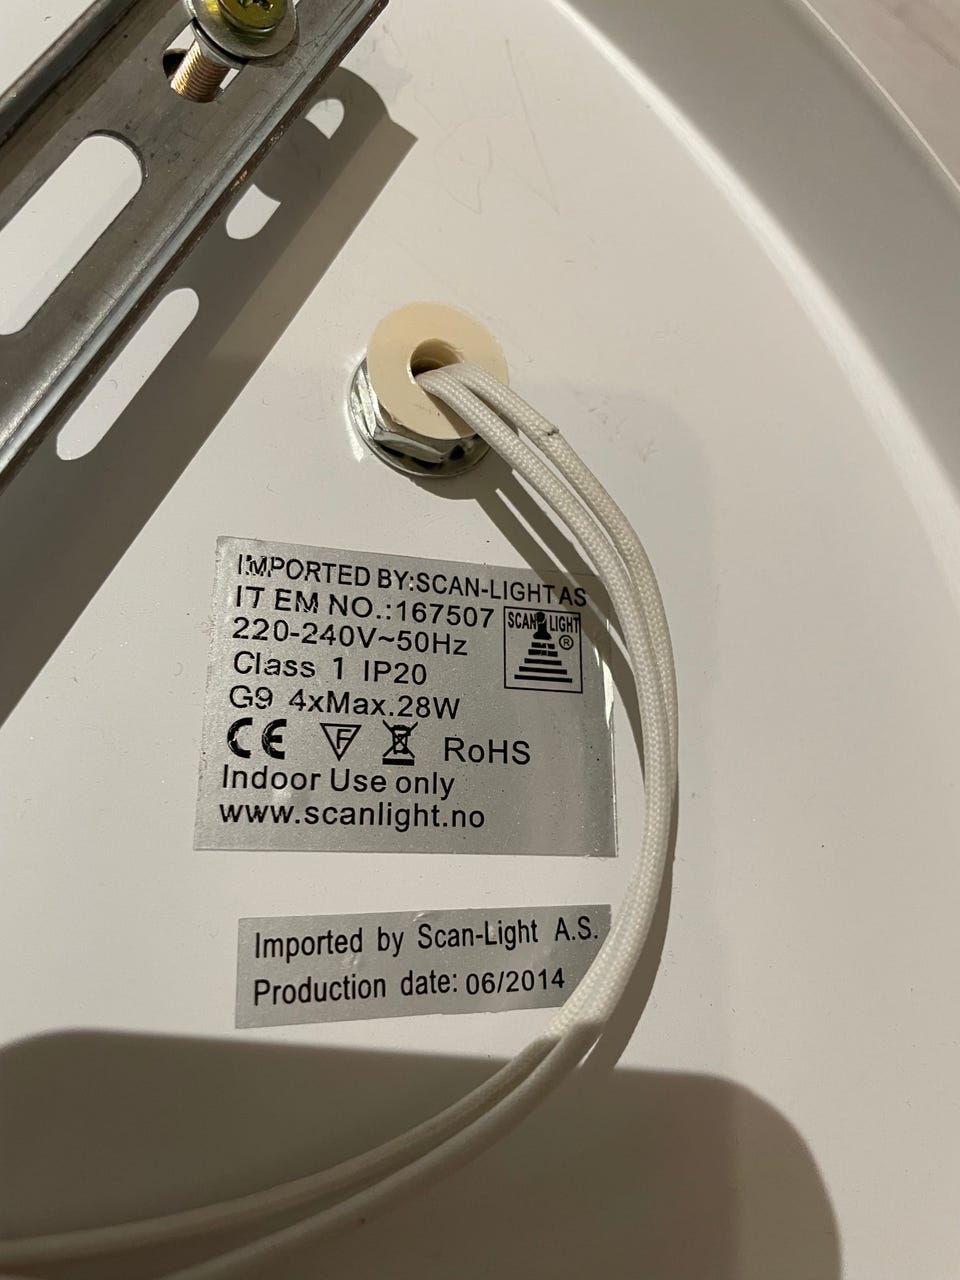 IMPORTED BY:SCAN-LIGHT AS
IT EM NO.:167507
SCAN LIGHT
®
220-240V~50Hz
Class 1 IP20
G9 4xMax.28W
CE F RoHS
Indoor Use only
www.scanlight.no
Imported by Scan-Light A.S.
Production date: 06/2014